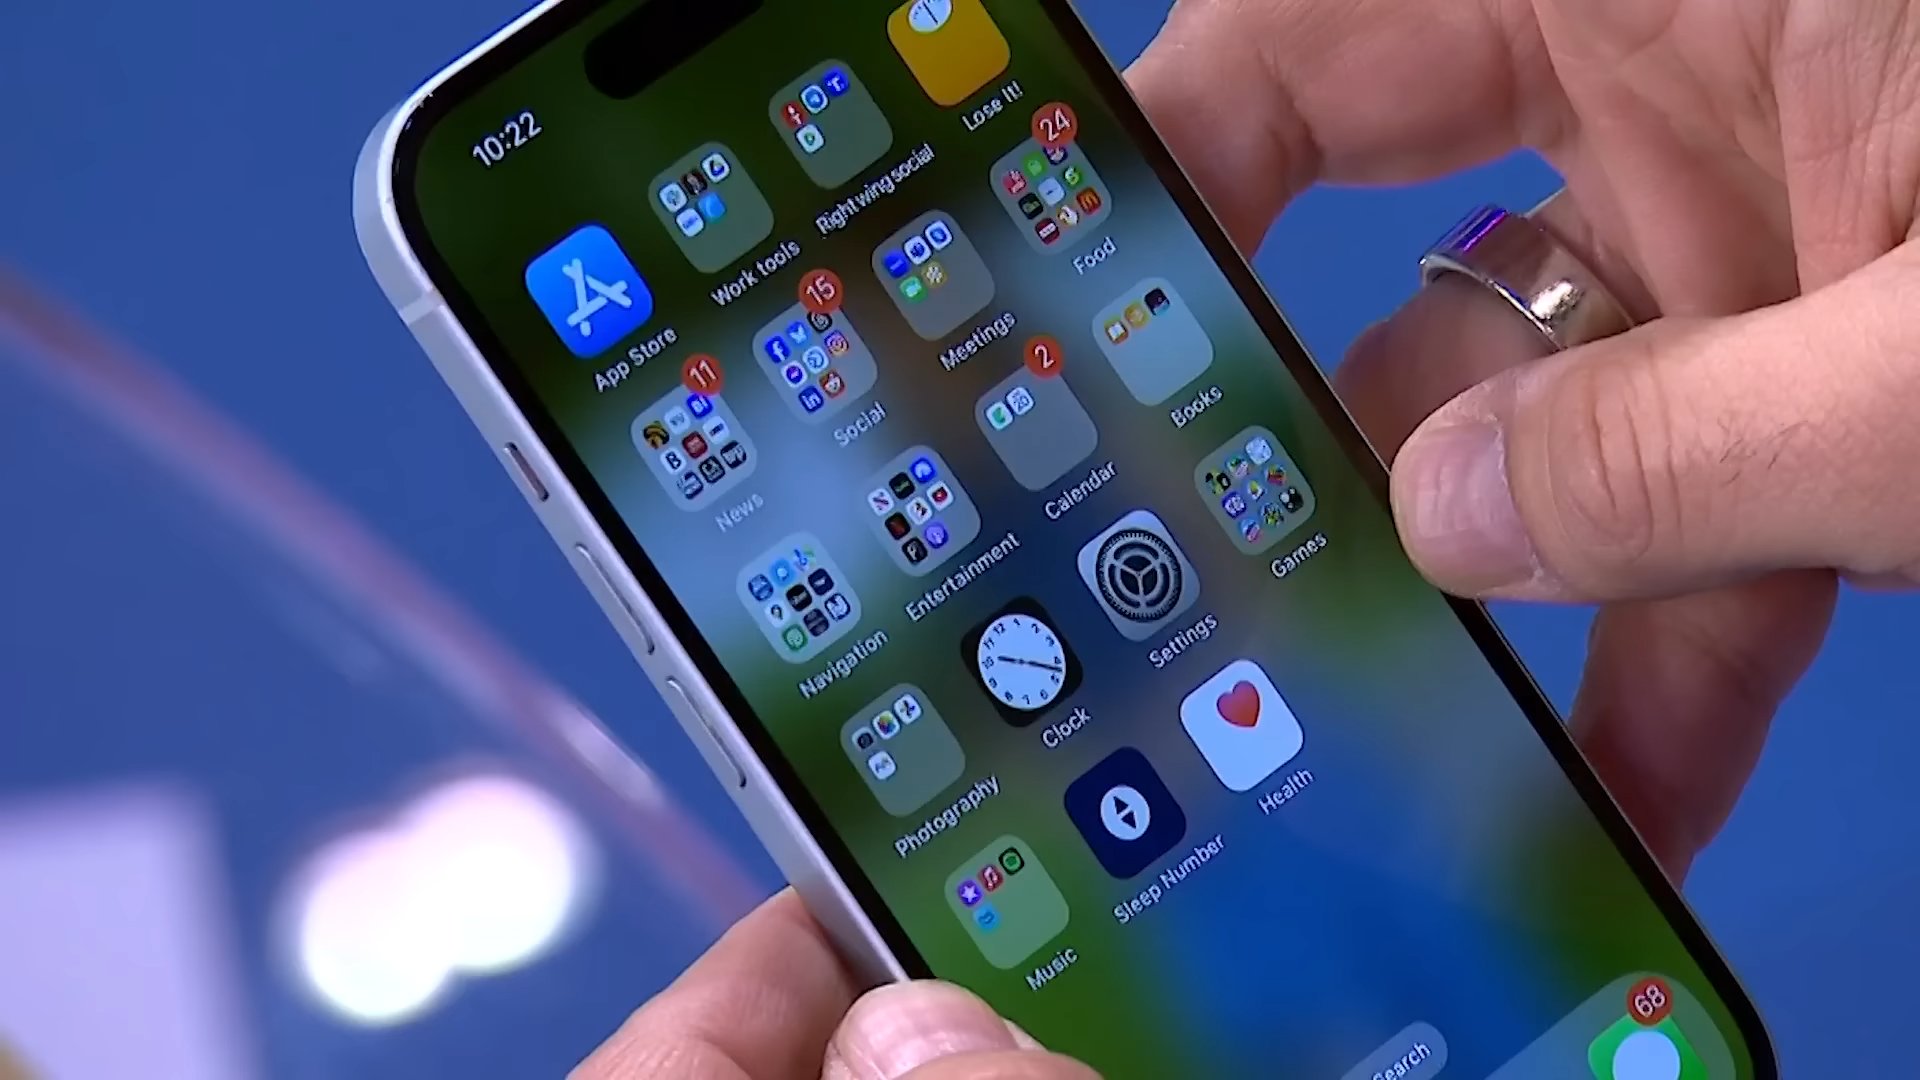 10:22
App Store
Work tools
Right wing social
Lose It!
11
News
15
Social
Meetings
24
Food
Navigation
Entertainment
2
Calendar
Books
Photography
Clock
Settings
Games
Music
Sleep Number
Health
Search
68